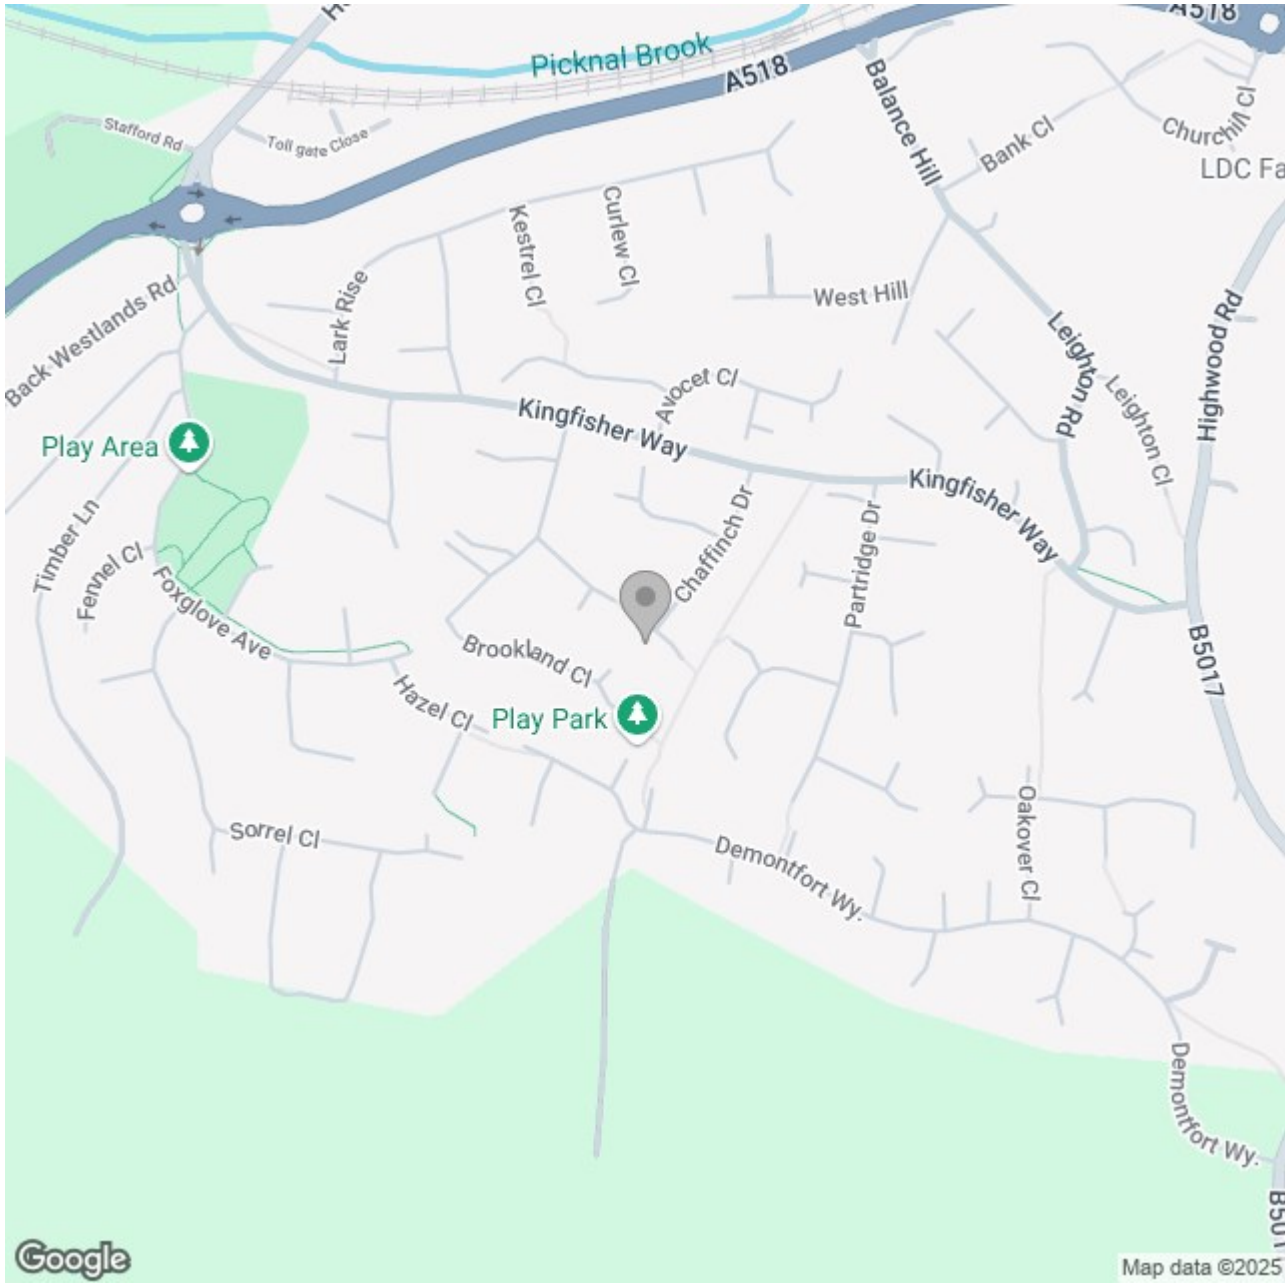 A518
Picknal Brook
A518
Stafford Rd
Toll gate Close
Balance Hill
Bank Cl
Churchill Cl
LDC Fa
Kestrel Cl
Curlew Cl
West Hill
Back Westlands Rd
Lark Rise
Leighton Rd
Leighton Cl
Highwood Rd
Avocet Cl
Kingfisher Way
Play Area
Kingfisher Way
Timber Ln
Fennel Cl
Foxglove Ave
Chaffinch Dr
Partridge Dr
Brookland Cl
B5017
Hazel Cl
Play Park
Sorrel Cl
Demontfort Wy.
Oakover Cl
Demontfort Wy.
B501
Google
Map data ©2025